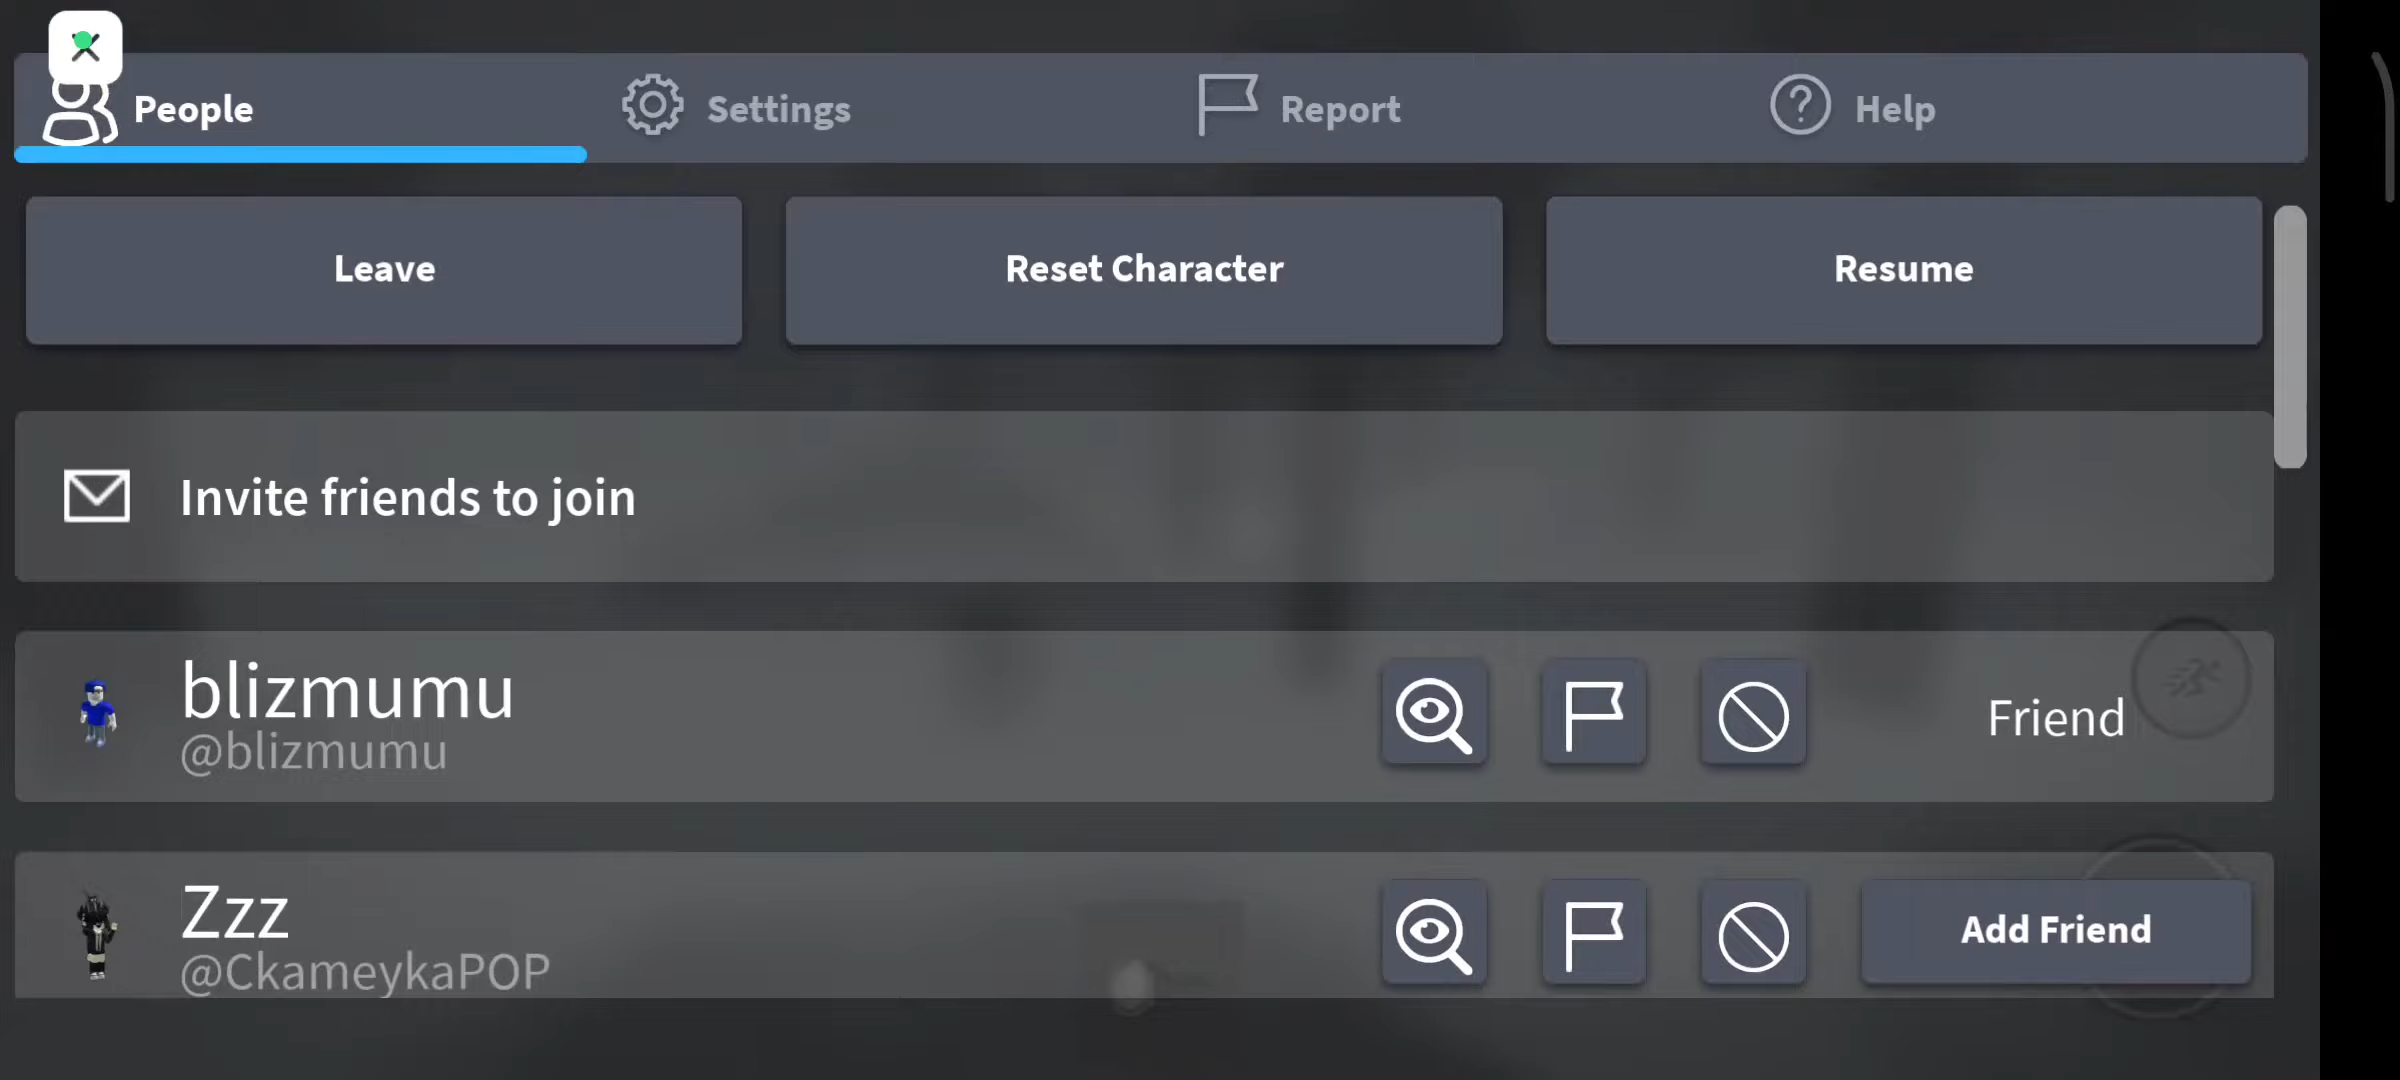 People
Settings
Report
Help
Leave
Reset Character
Resume
Invite friends to join
blizmumu
@blizmumu
Friend
Zzz
@CkameykaPOP
Add Friend